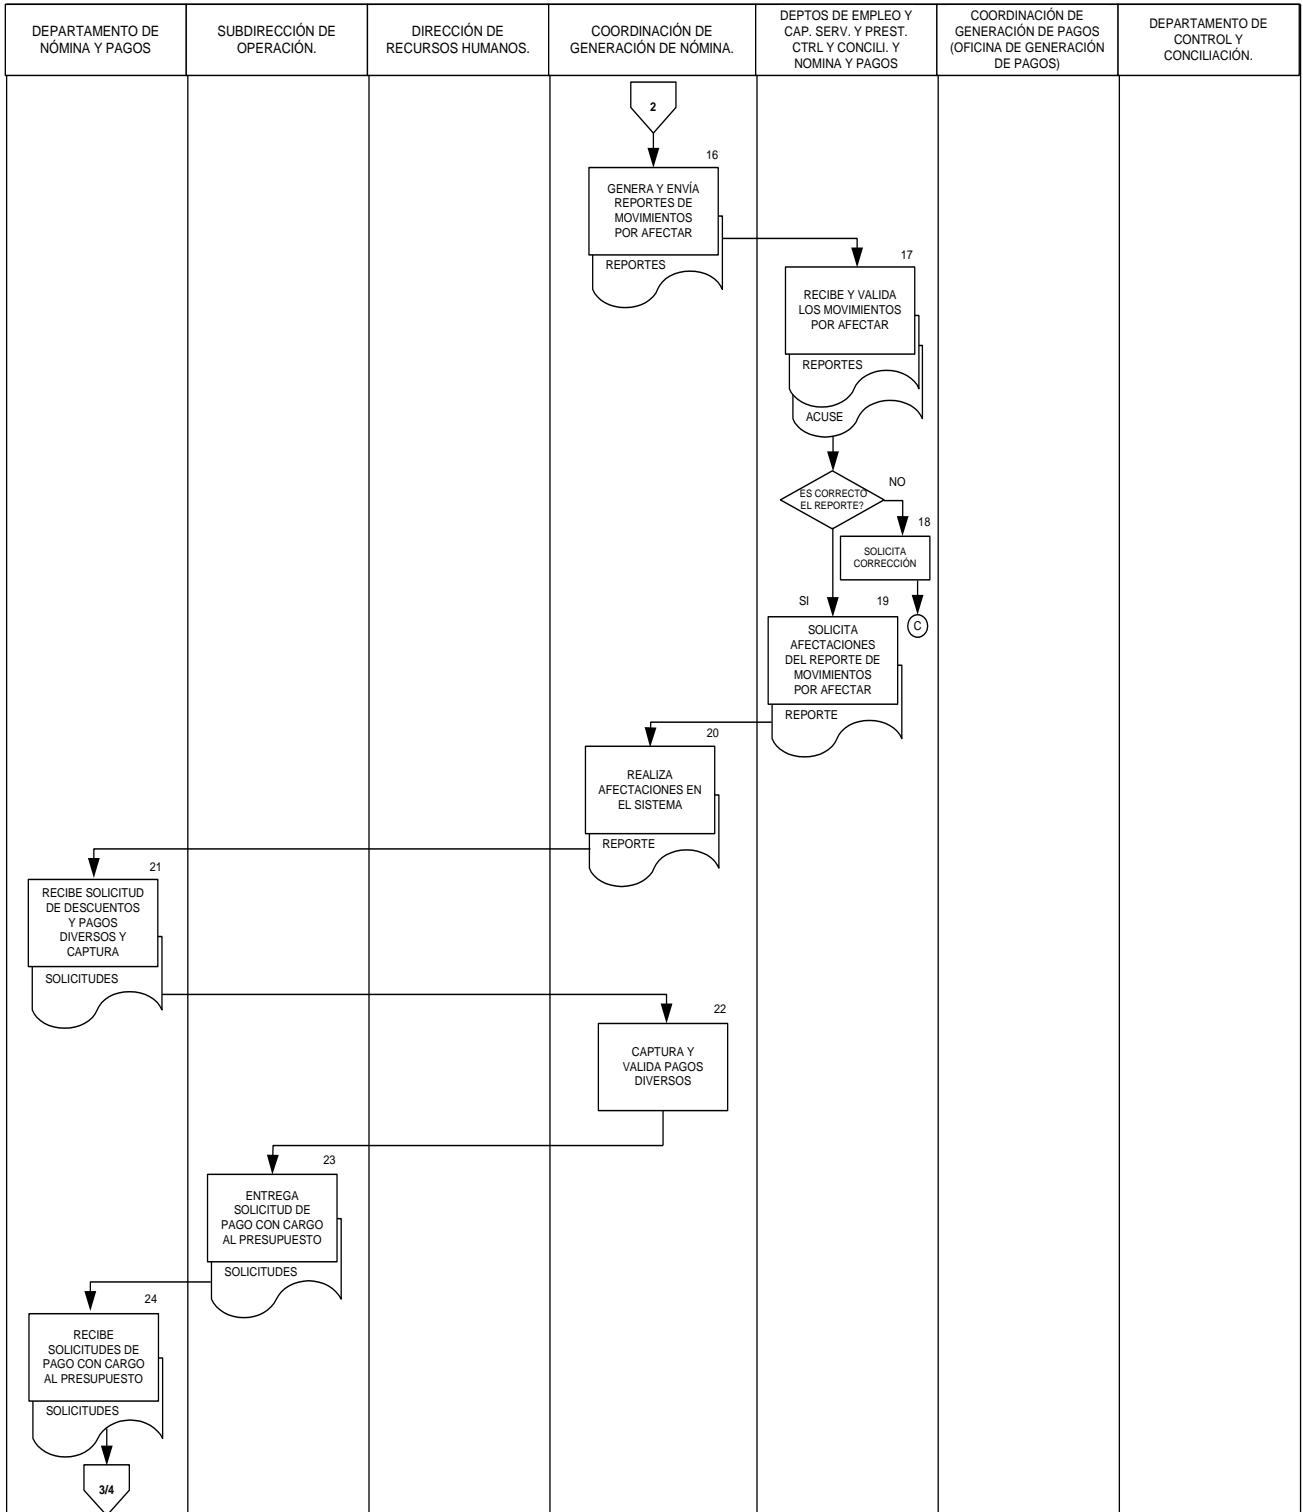 DEPARTAMENTO DE
NÓMINA Y PAGOS
SUBDIRECCIÓN DE
OPERACIÓN.
DIRECCIÓN DE
RECURSOS HUMANOS.
COORDINACIÓN DE
GENERACIÓN DE NÓMINA.
DEPTOS DE EMPLEO Y
CAP. SERV. Y PREST.
CTRL Y CONCILI. Y
NOMINA Y PAGOS
COORDINACIÓN DE
GENERACIÓN DE PAGOS
(OFICINA DE GENERACIÓN
DE PAGOS)
DEPARTAMENTO DE
CONTROL Y
CONCILIACIÓN.
2
16
GENERA Y ENVÍA
REPORTES DE
MOVIMIENTOS
POR AFECTAR
REPORTES
17
RECIBE Y VALIDA
LOS MOVIMIENTOS
POR AFECTAR
REPORTES
ACUSE
ES CORRECTO
EL REPORTE?
NO
18
SOLICITA
CORRECCIÓN
C
SI
19
SOLICITA
AFECTACIONES
DEL REPORTE DE
MOVIMIENTOS
POR AFECTAR
REPORTE
20
REALIZA
AFECTACIONES EN
EL SISTEMA
REPORTE
21
RECIBE SOLICITUD
DE DESCUENTOS
Y PAGOS
DIVERSOS Y
CAPTURA
SOLICITUDES
22
CAPTURA Y
VALIDA PAGOS
DIVERSOS
23
ENTREGA
SOLICITUD DE
PAGO CON CARGO
AL PRESUPUESTO
SOLICITUDES
24
RECIBE
SOLICITUDES DE
PAGO CON CARGO
AL PRESUPUESTO
SOLICITUDES
3/4